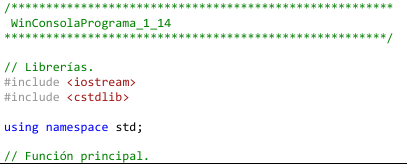 /****************************************************
WinConsolaPrograma_1_14
****************************************************/
// Librerías.
#include <iostream>
#include <cstdlib>
using namespace std;
// Función principal.